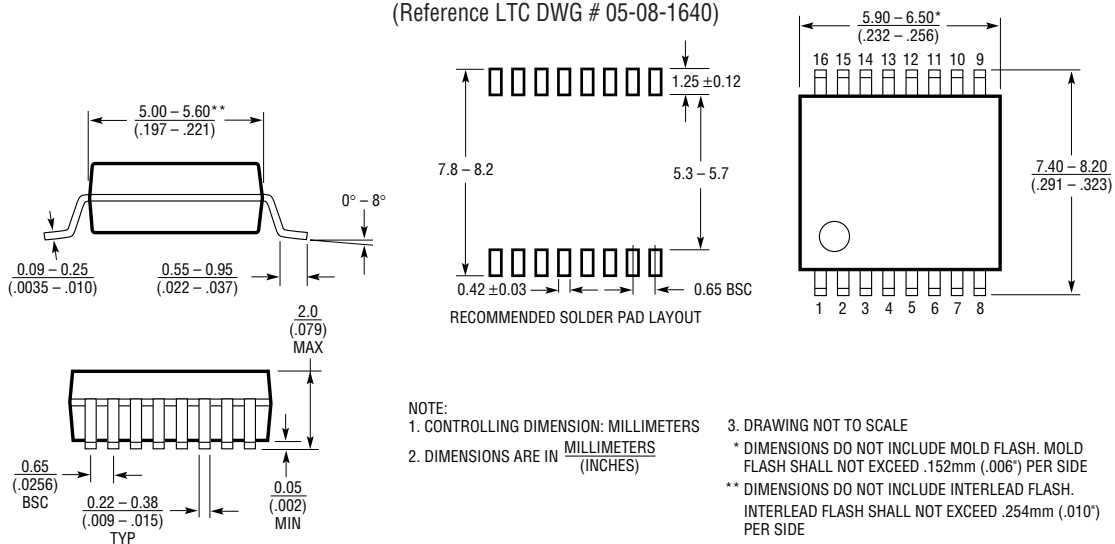 (Reference LTC DWG # 05-08-1640)
5.00 – 5.60**
(.197 – .221)
0° – 8°
0.09 – 0.25
(.0035 – .010)
0.55 – 0.95
(.022 – .037)
1.25 ±0.12
7.8 – 8.2
5.3 – 5.7
0.42 ±0.03
0.65 BSC
RECOMMENDED SOLDER PAD LAYOUT
5.90 – 6.50*
(.232 – .256)
16 15 14 13 12 11 10 9
7.40 – 8.20
(.291 – .323)
1 2 3 4 5 6 7 8
2.0
(.079)
MAX
0.65
(.0256)
BSC
0.22 – 0.38
(.009 – .015)
TYP
0.05
(.002)
MIN
NOTE:
1. CONTROLLING DIMENSION: MILLIMETERS
2. DIMENSIONS ARE IN MILLIMETERS
(INCHES)
3. DRAWING NOT TO SCALE
* DIMENSIONS DO NOT INCLUDE MOLD FLASH. MOLD
FLASH SHALL NOT EXCEED .152mm (.006") PER SIDE
** DIMENSIONS DO NOT INCLUDE INTERLEAD FLASH.
INTERLEAD FLASH SHALL NOT EXCEED .254mm (.010")
PER SIDE